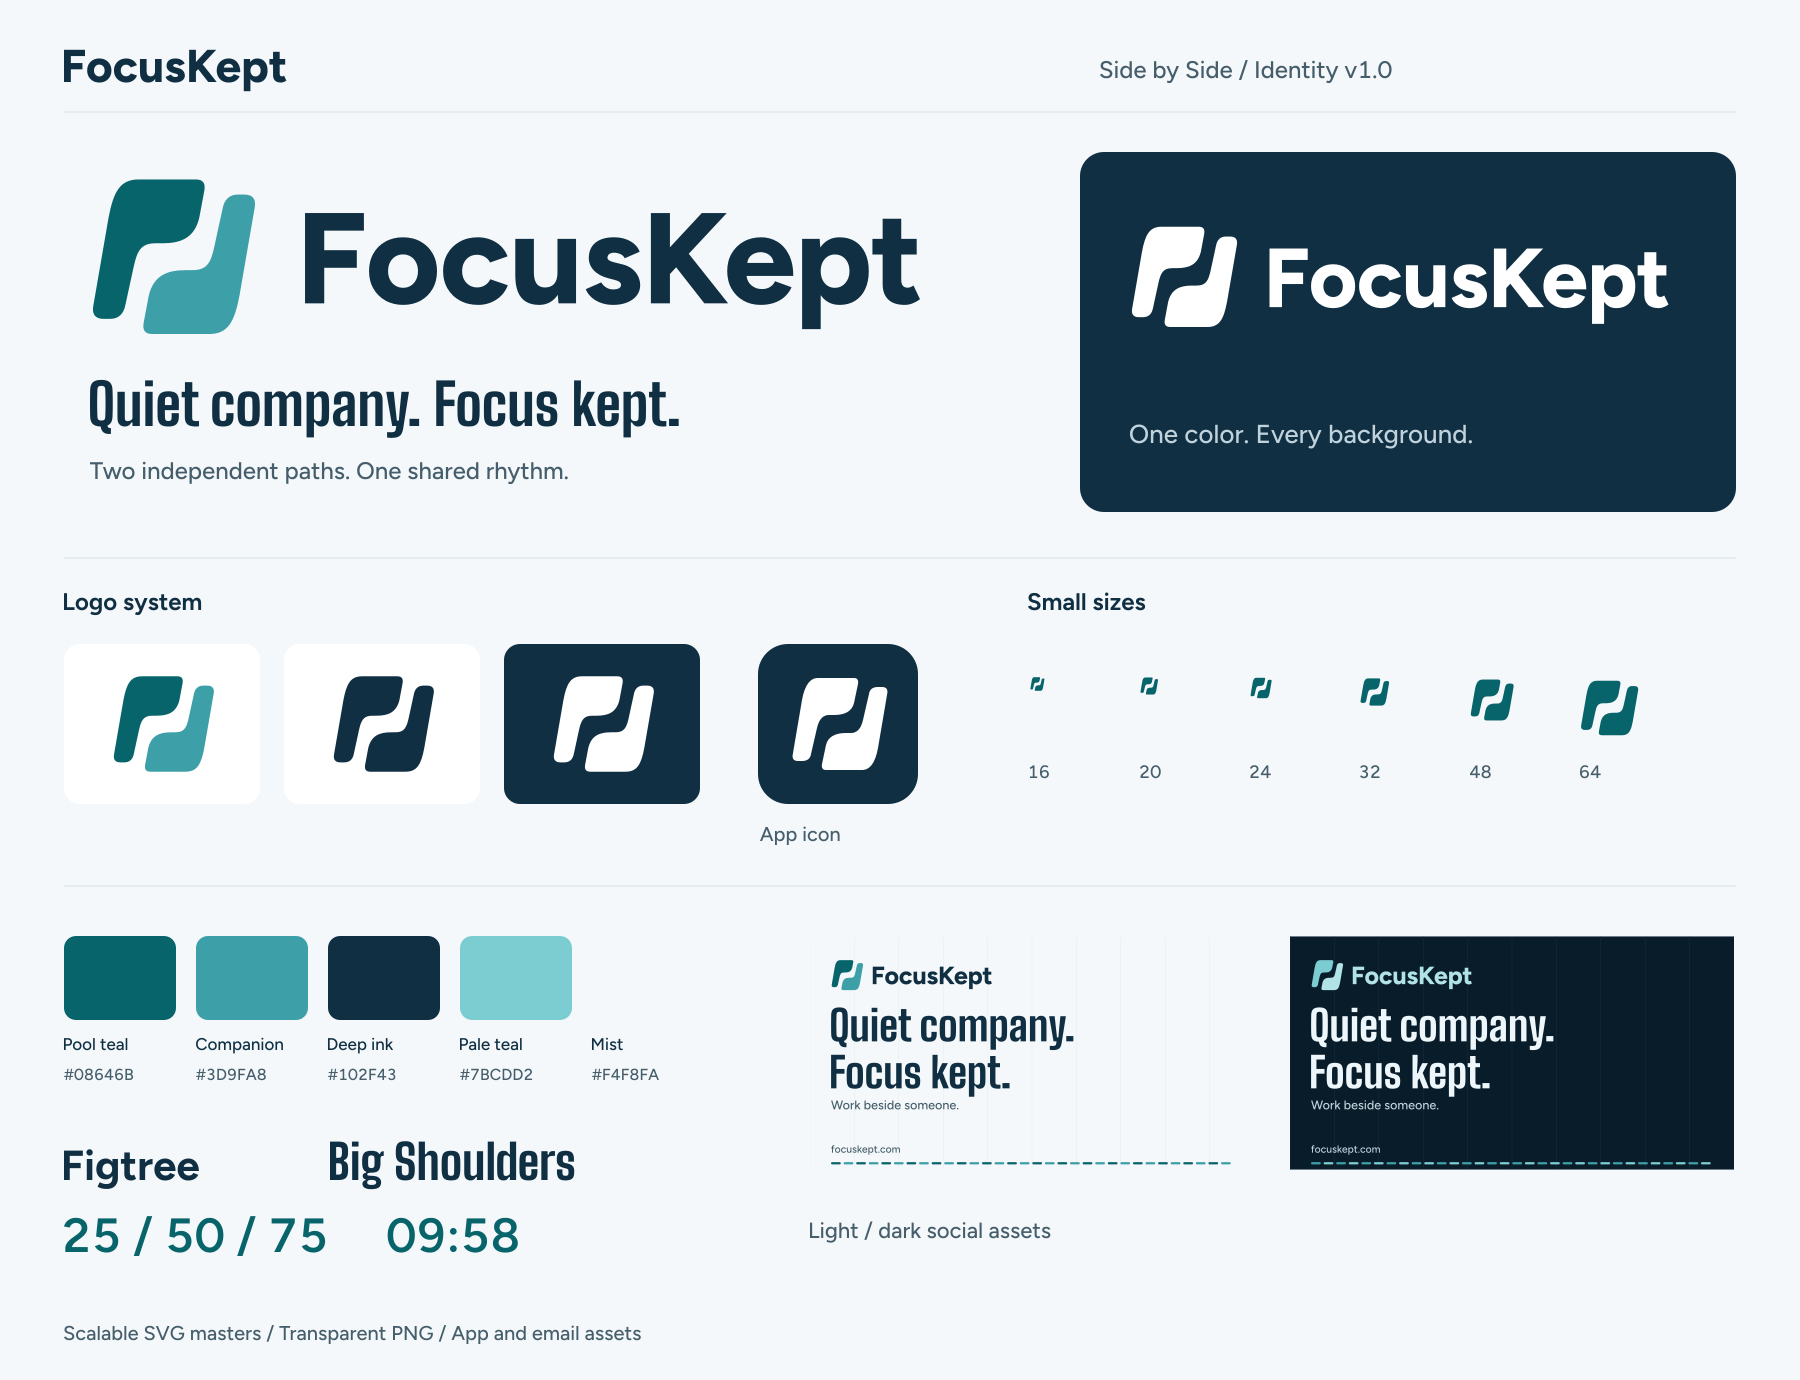 FocusKept
Side by Side / Identity v1.0
FocusKept
Quiet company. Focus kept.
Two independent paths. One shared rhythm.
FocusKept
One color. Every background.
Logo system
App icon
Small sizes
16
20
24
32
48
64
Pool teal
#08646B
Companion
#3D9FA8
Deep ink
#102F43
Pale teal
#7BCDD2
Mist
#F4F8FA
Figtree
Big Shoulders
25 / 50 / 75
09:58
FocusKept
Quiet company.
Focus kept.
Work beside someone.
focuskept.com
FocusKept
Quiet company.
Focus kept.
Work beside someone.
focuskept.com
Light / dark social assets
Scalable SVG masters / Transparent PNG / App and email assets